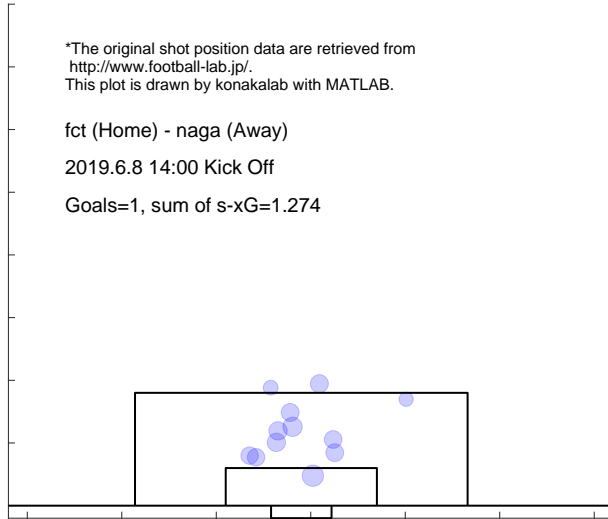 *The original shot position data are retrieved from
http://www.football-lab.jp/.
This plot is drawn by konakalab with MATLAB.
fct (Home) - naga (Away)
2019.6.8 14:00 Kick Off
Goals=1, sum of s-xG=1.274